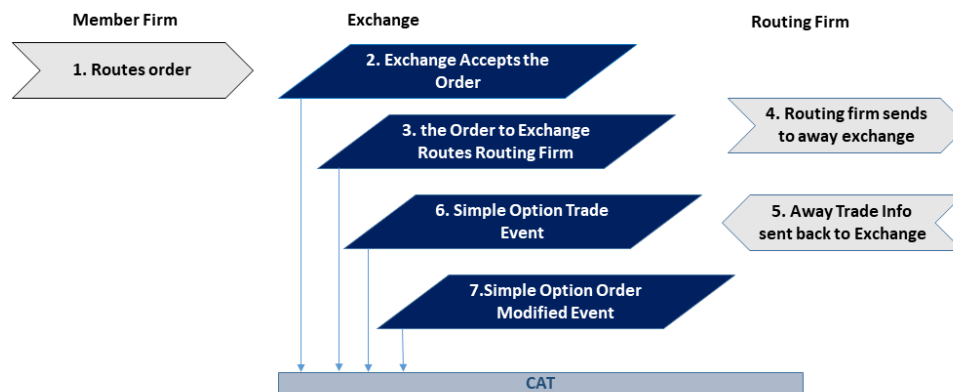 Member Firm
Exchange
Routing Firm
1. Routes order
2. Exchange Accepts the
Order
3. the Order to Exchange
Routes Routing Firm
4. Routing firm sends
to away exchange
6. Simple Option Trade
Event
5. Away Trade Info
sent back to Exchange
7.Simple Option Order
Modified Event
CAT